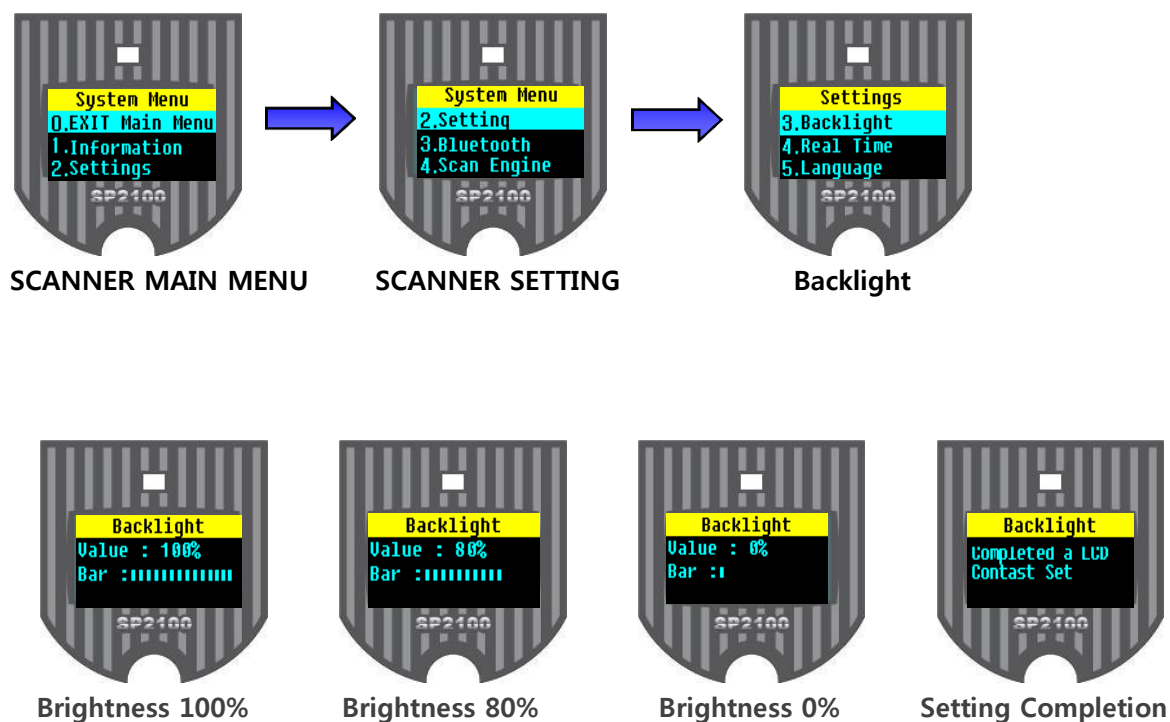 System Menu
0.EXIT Main Menu
1.Information
2.Settings
SP2100
SCANNER MAIN MENU
System Menu
2.Setting
3.Bluetooth
4.Scan Engine
SP2100
SCANNER SETTING
Settings
3.Backlight
4.Real Time
5.Language
SP2100
Backlight
Backlight
Value : 100%
Bar :
SP2100
Brightness 100%
Backlight
Value : 80%
Bar :
SP2100
Brightness 80%
Backlight
Value : 0%
Bar :
SP2100
Brightness 0%
Backlight
Completed a LCD
Contast Set
SP2100
Setting Completion